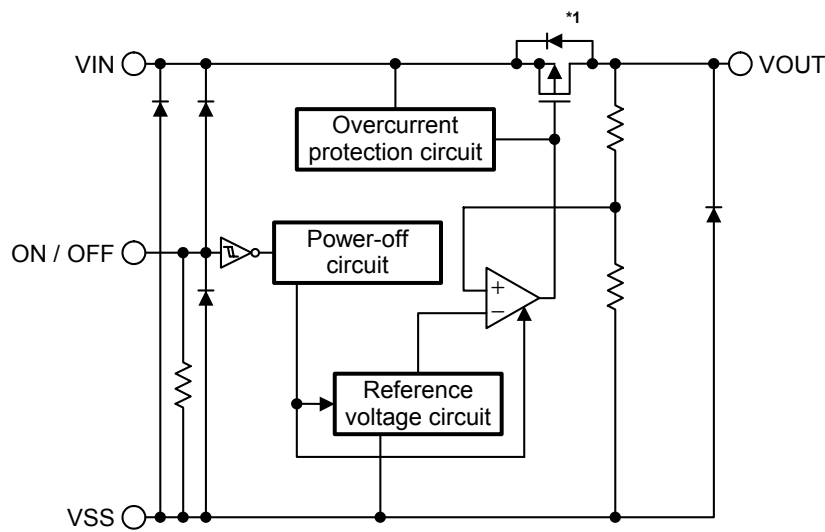 *1
VIN
VOUT
Overcurrent
protection circuit
ON / OFF
Power-off
circuit
+
−
Reference
voltage circuit
VSS